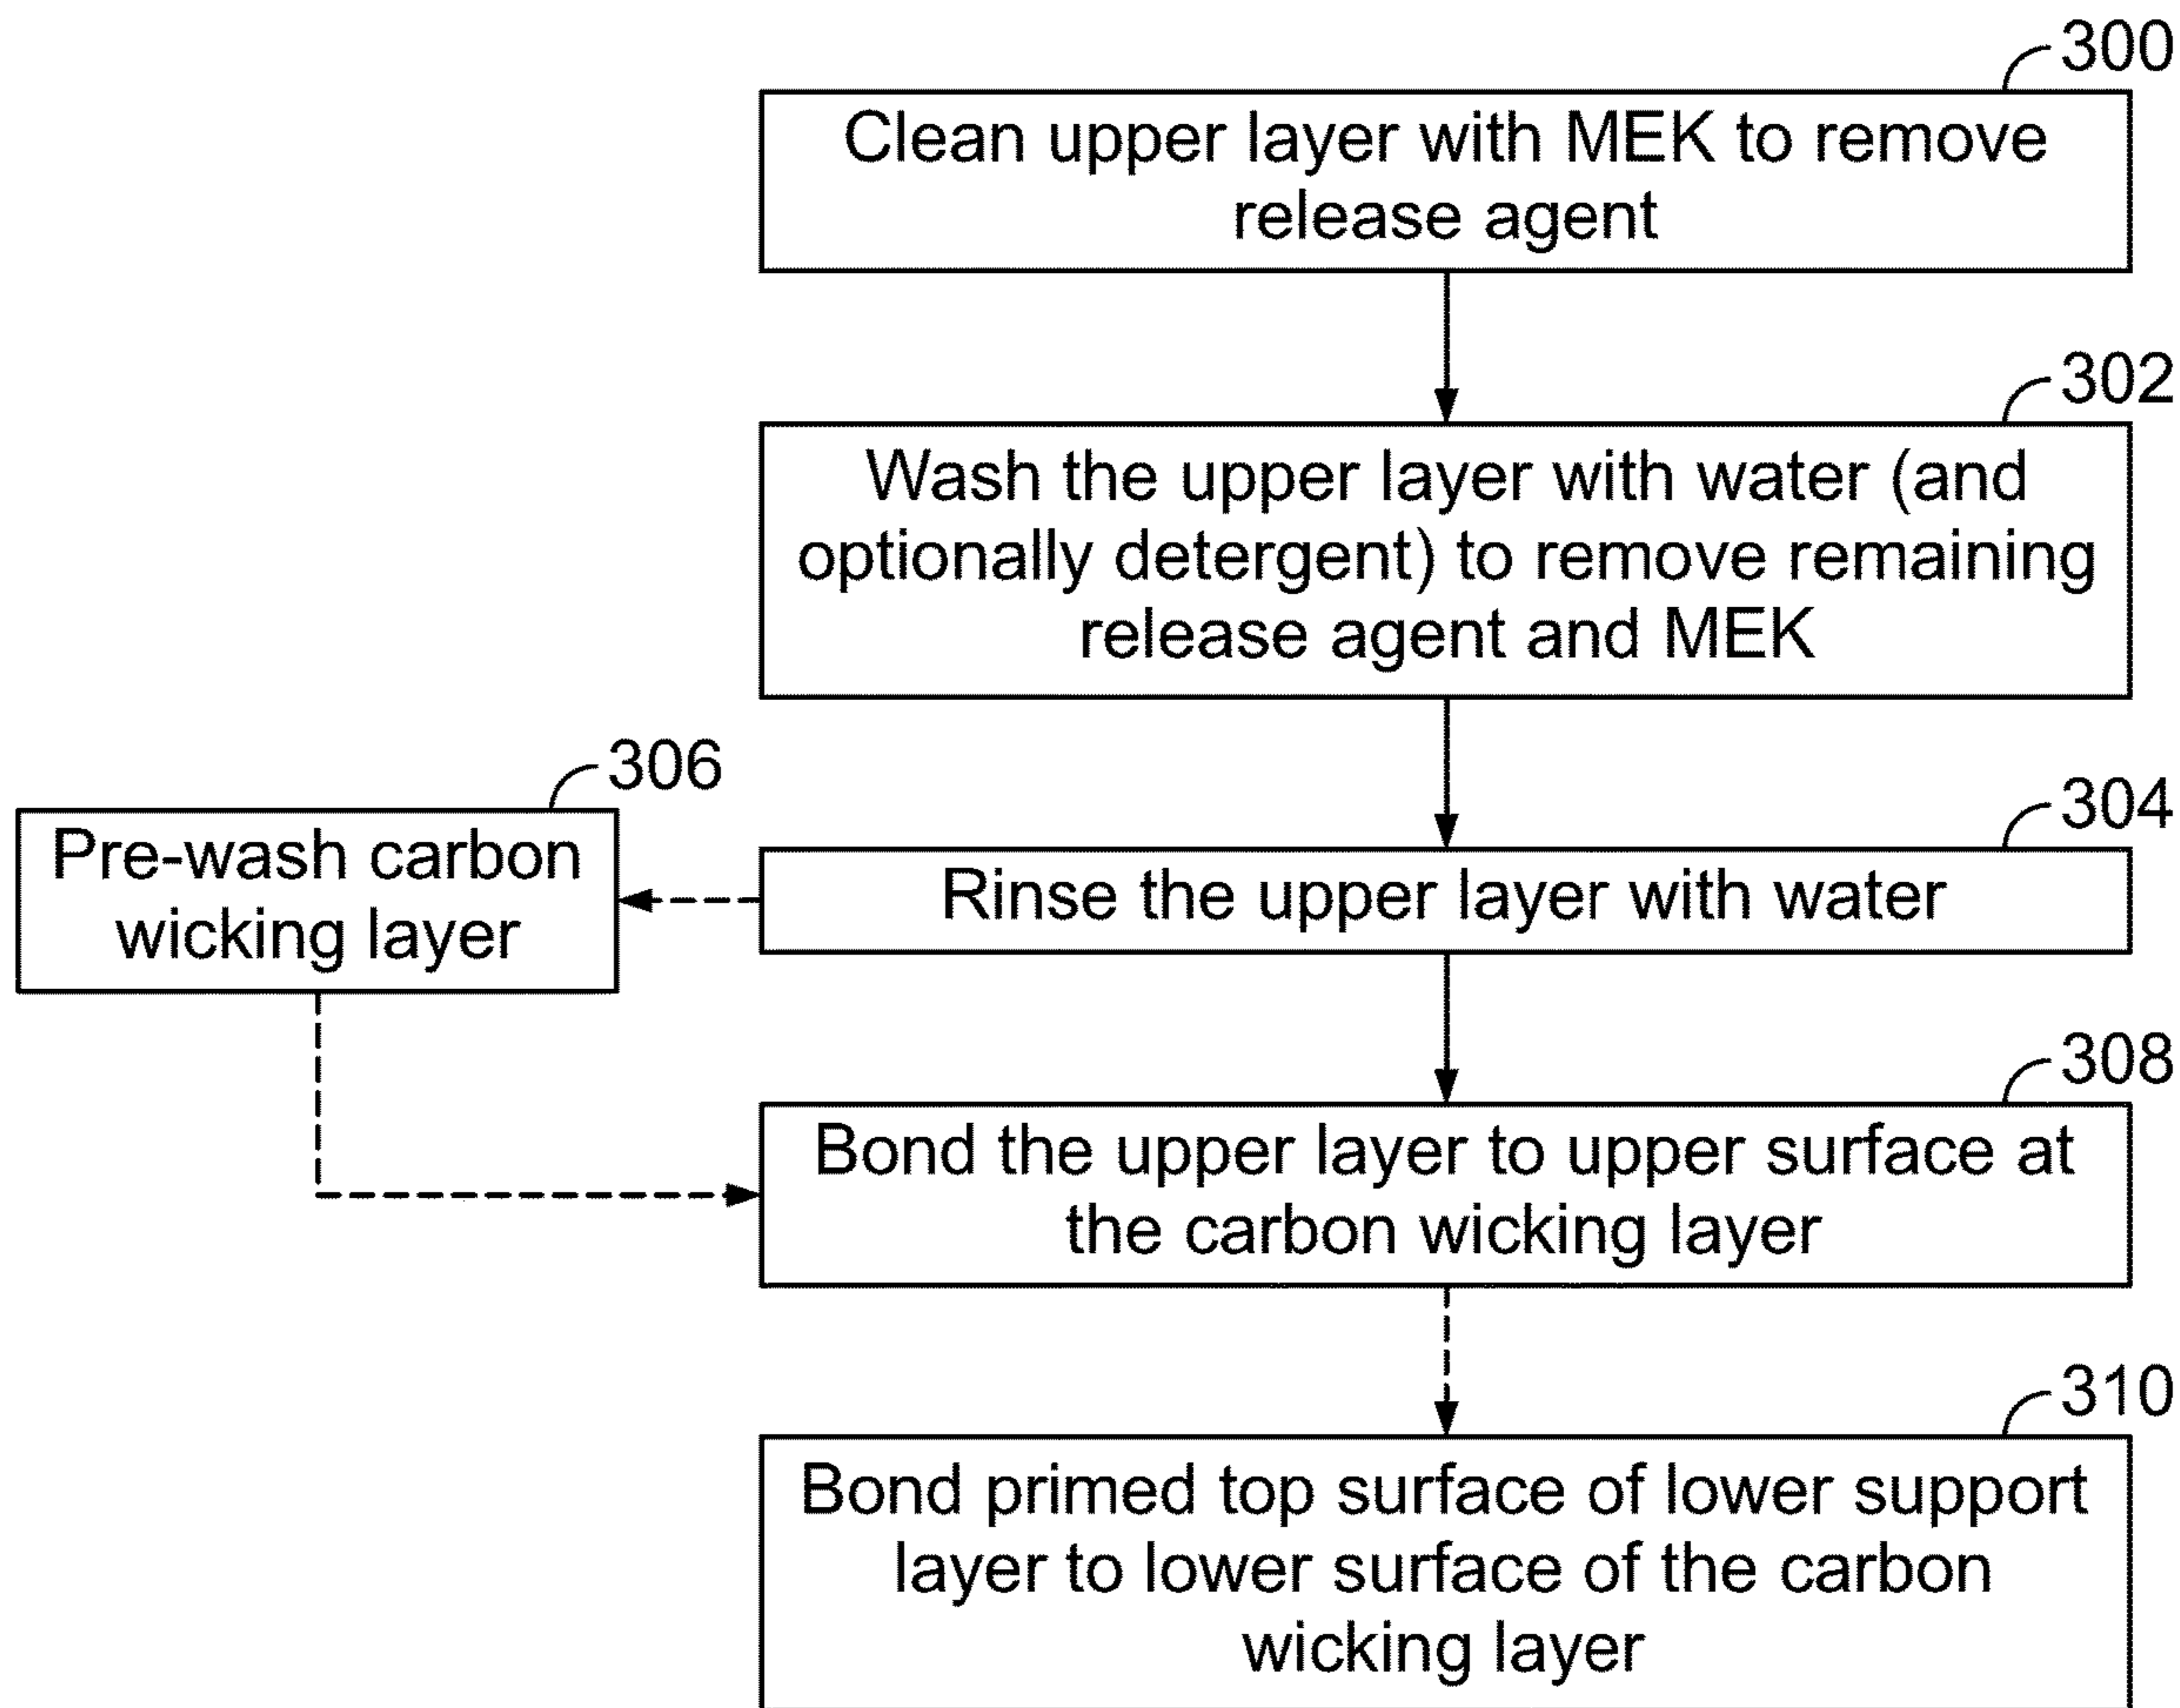 300
Clean upper layer with MEK to remove
release agent
302
Wash the upper layer with water (and
optionally detergent) to remove remaining
release agent and MEK
306
Pre-wash carbon
wicking layer
304
Rinse the upper layer with water
308
Bond the upper layer to upper surface at
the carbon wicking layer
310
Bond primed top surface of lower support
layer to lower surface of the carbon
wicking layer